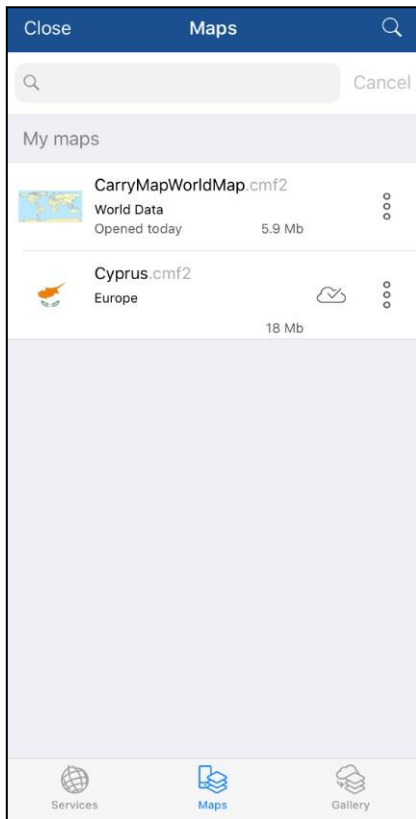 Close Maps
Cancel
My maps
CarryMapWorldMap.cmf2
World Data
Opened today 5.9 Mb
Cyprus.cmf2
Europe
18 Mb
Services Maps Gallery